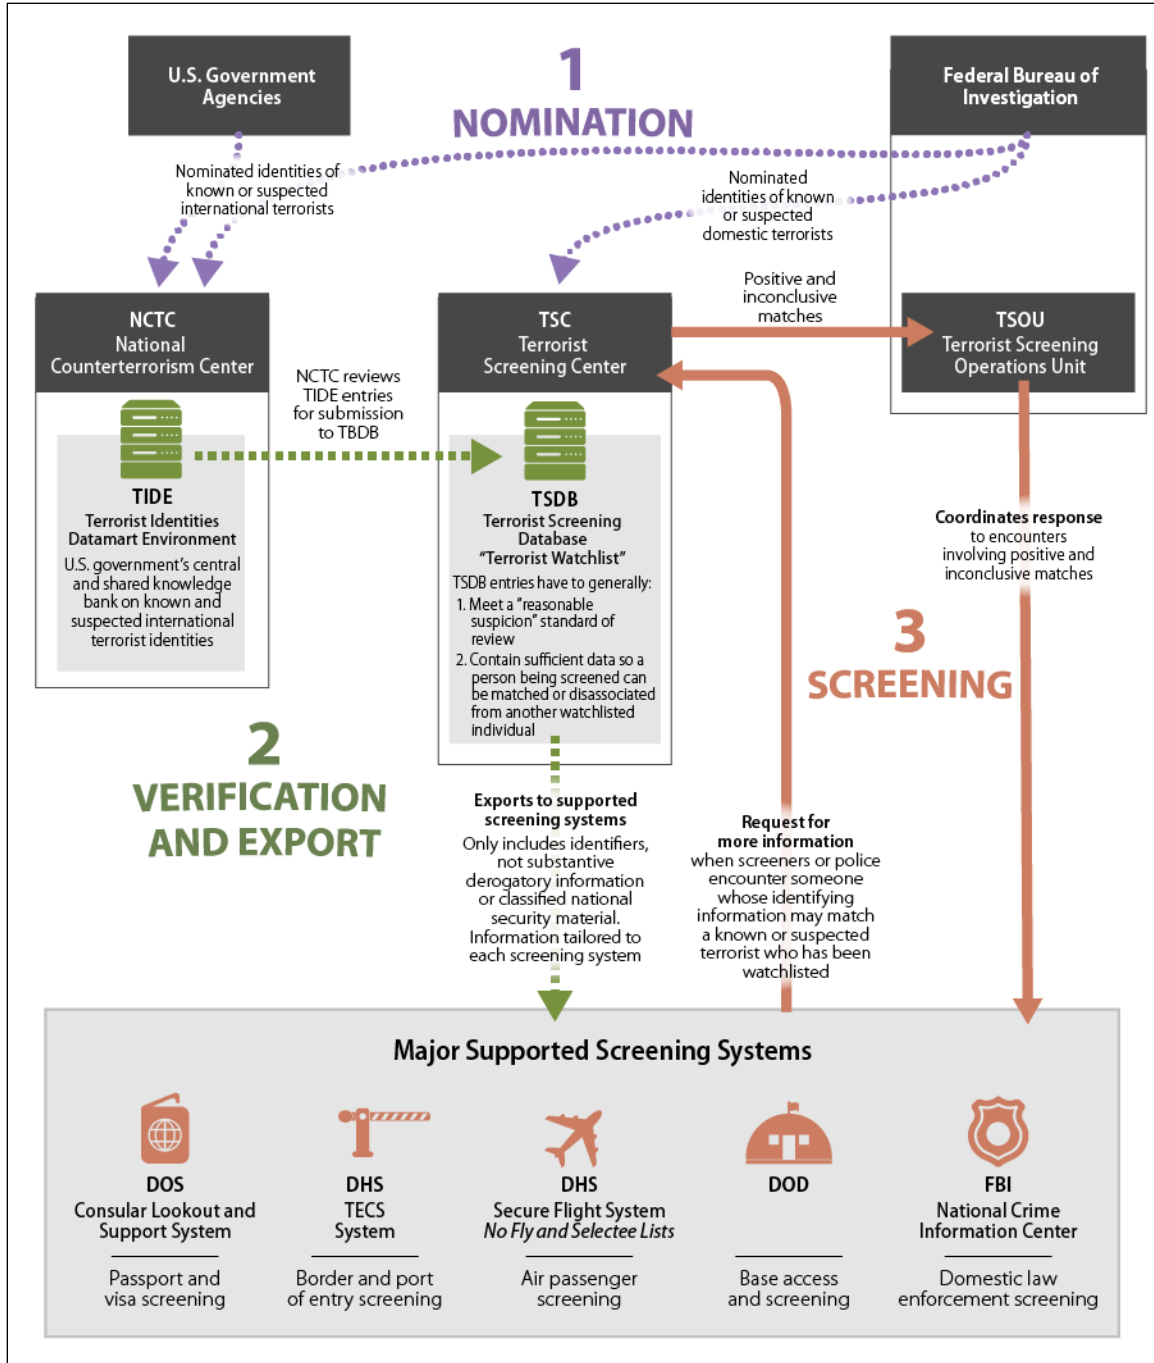 U.S. Government
Agencies
1
NOMINATION
Federal Bureau of
Investigation
Nominated identities of
known or suspected
international terrorists
Nominated
identities of known
or suspected
domestic terrorists
NCTC
National
Counterterrorism Center
TSC
Terrorist
Screening Center
Positive and
inconclusive
matches
TSOU
Terrorist Screening
Operations Unit
NCTC reviews
TIDE entries
for submission
to TBDB
TIDE
Terrorist Identities
Datamart Environment
U.S. government's central
and shared knowledge
bank on known and
suspected international
terrorist identities
TSDB
Terrorist Screening
Database
“Terrorist Watchlist”
TSDB entries have to generally:
1. Meet a “reasonable
suspicion” standard of
review
2. Contain sufficient data so a
person being screened can
be matched or disassociated
from another watchlisted
individual
Coordinates response
to encounters
involving positive and
inconclusive matches
3
SCREENING
2
VERIFICATION
AND EXPORT
Exports to supported
screening systems
Only includes identifiers,
not substantive
derogatory information
or classified national
security material.
Information tailored to
each screening system
Request for
more information
when screeners or police
encounter someone
whose identifying
information may match
a known or suspected
terrorist who has been
watchlisted
Major Supported Screening Systems
DOS
Consular Lookout and
Support System
Passport and
visa screening
DHS
TECS
System
Border and port
of entry screening
DHS
Secure Flight System
No Fly and Selectee Lists
Air passenger
screening
DOD
Base access
and screening
FBI
National Crime
Information Center
Domestic law
enforcement screening